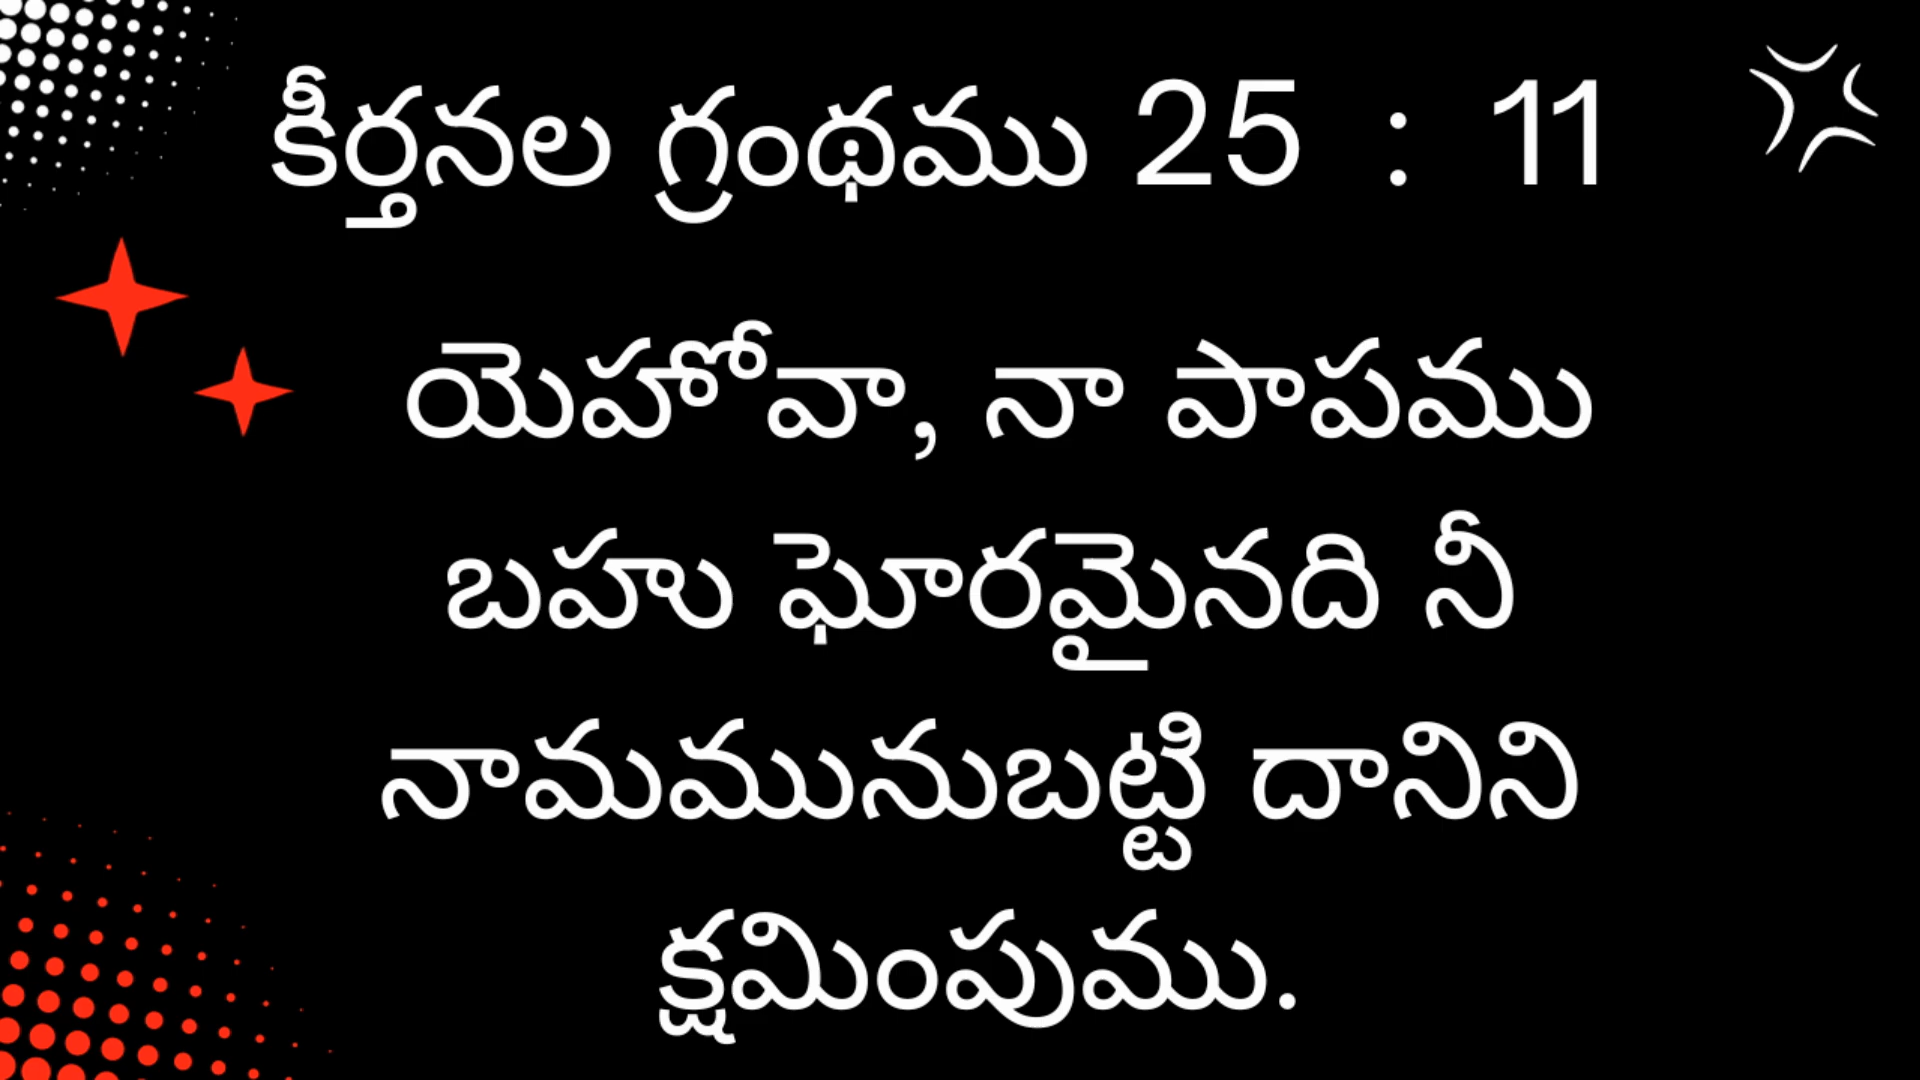 కీర్తనల గ్రంథము 25 : 11
యెహోవా, నా పాపము
బహు ఘోరమైనది నీ
నామమునుబట్టి దానిని
క్షమింపుము.